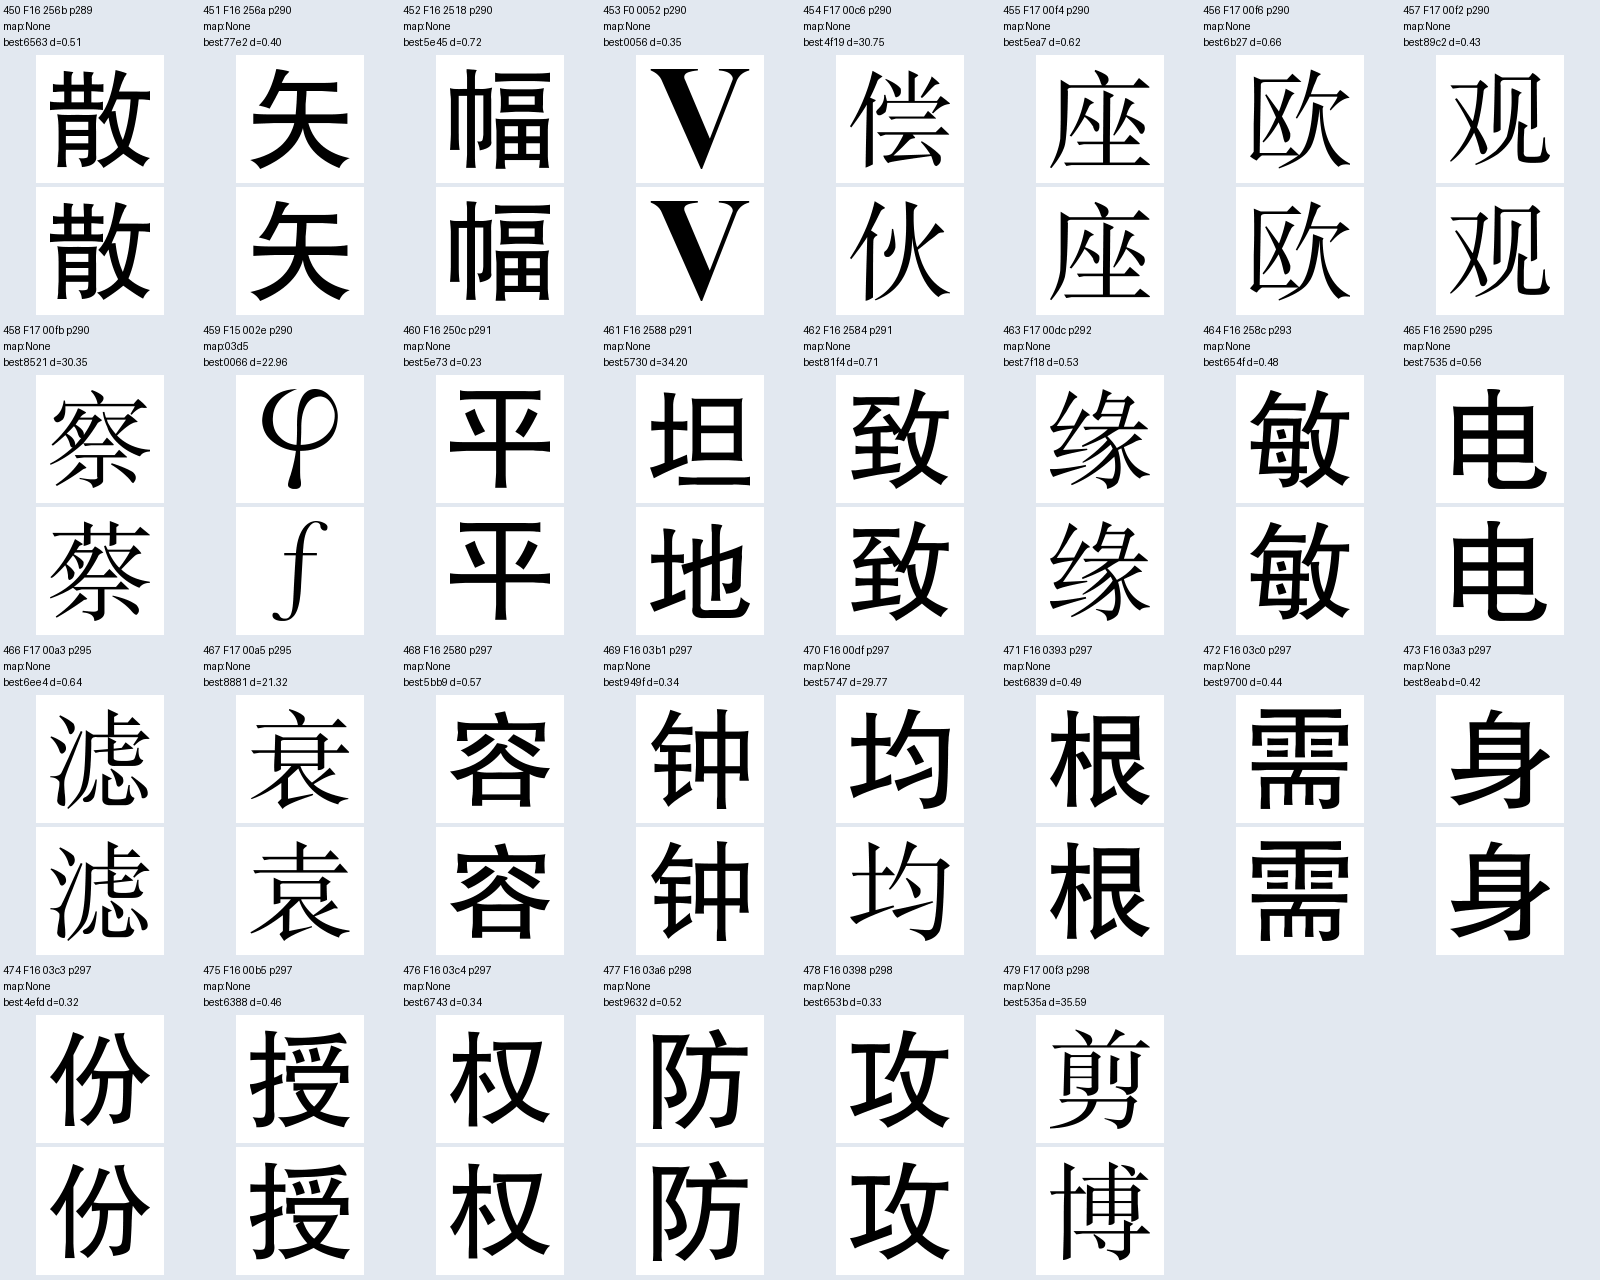 450 F16 256b p289 451 F16 256a p290 452 F16 2518 p290 453 F0 0052 p290 454 F17 00c6 p290 455 F17 00f4 p290 456 F17 00f6 p290 457 F17 00f2 p290
map:None map:None map:None map:None map:None map:None map:None map:None
best6563 d=0.51 best77e2 d=0.40 best5e45 d=0.72 best0056 d=0.35 best4f19 d=30.75 best5ea7 d=0.62 best6b27 d=0.66 best89c2 d=0.43
散 矢 幅 V 偿 座 欧 观
散 矢 幅 V 伙 座 欧 观
458 F17 00fb p290 459 F15 002e p290 460 F16 250c p291 461 F16 2588 p291 462 F16 2584 p291 463 F17 00dc p292 464 F16 258c p293 465 F16 2590 p295
map:None map:03d5 map:None map:None map:None map:None map:None map:None
best8521 d=30.35 best0066 d=22.96 best5e73 d=0.23 best5730 d=34.20 best81f4 d=0.71 best7f18 d=0.53 best654f d=0.48 best7535 d=0.56
察 φ 平 坦 致 缘 敏 电
蔡 f 平 地 致 缘 敏 电
466 F17 00a3 p295 467 F17 00a5 p295 468 F16 2580 p297 469 F16 03b1 p297 470 F16 00df p297 471 F16 0393 p297 472 F16 03c0 p297 473 F16 03a3 p297
map:None map:None map:None map:None map:None map:None map:None map:None
best6ee4 d=0.64 best8881 d=21.32 best5bb9 d=0.57 best949f d=0.34 best5747 d=29.77 best6839 d=0.49 best9700 d=0.44 best8eab d=0.42
滤 衰 容 钟 均 根 需 身
滤 袁 容 钟 均 根 需 身
474 F16 03c3 p297 475 F16 00b5 p297 476 F16 03c4 p297 477 F16 03a6 p298 478 F16 0398 p298 479 F17 00f3 p298
map:None map:None map:None map:None map:None map:None
best4efd d=0.32 best6388 d=0.46 best6743 d=0.34 best9632 d=0.52 best653b d=0.33 best535a d=35.59
份 授 权 防 攻 剪
份 授 权 防 攻 博